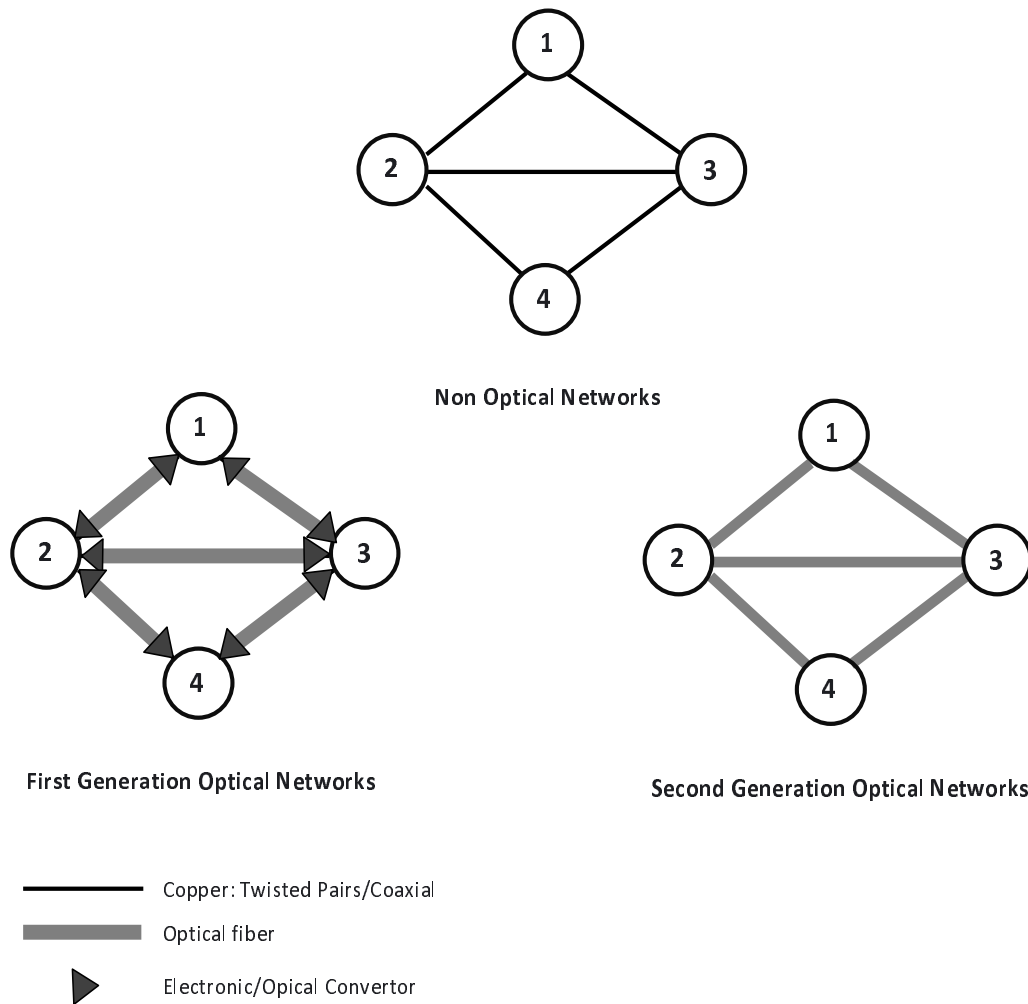 1
2
3
4
Non Optical Networks
1
2
3
4
First Generation Optical Networks
1
2
3
4
Second Generation Optical Networks
Copper: Twisted Pairs/Coaxial
Optical fiber
Electronic/Opical Convertor